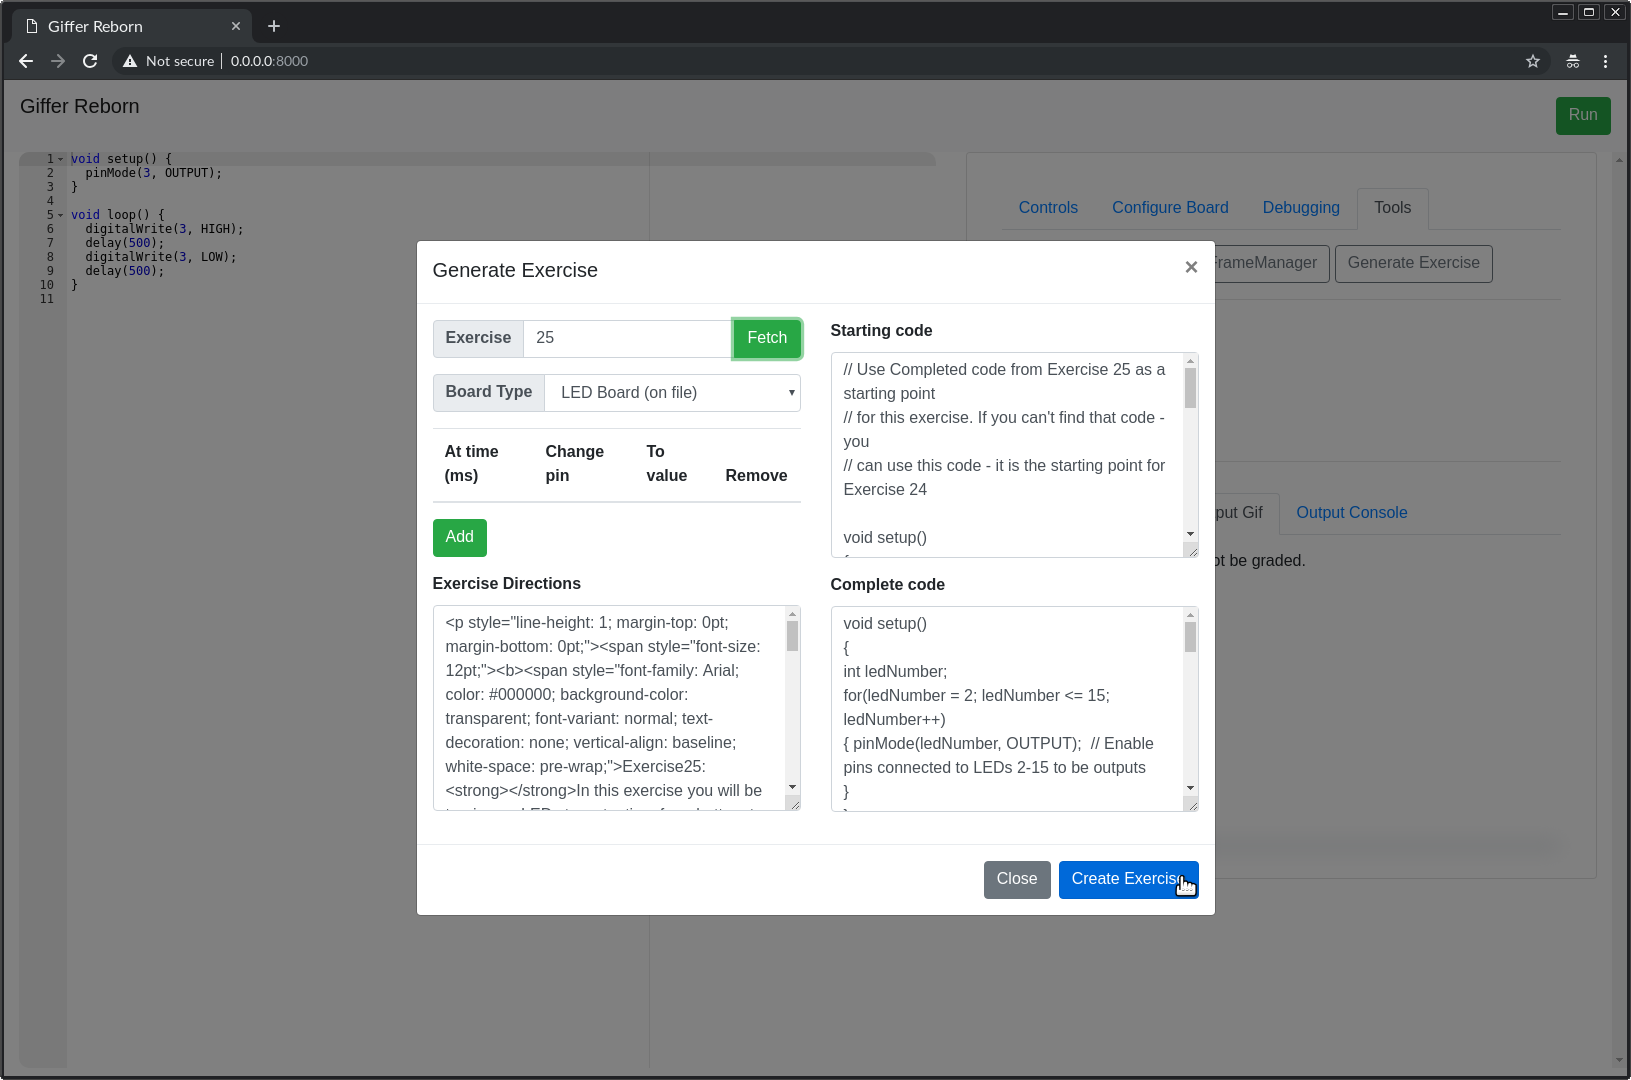 Giffer Reborn
Not secure | 0.0.0.0:8000
Giffer Reborn
Run
1 void setup() {
2 pinMode(3, OUTPUT);
3 }
4
5 void loop() {
6 digitalWrite(3, HIGH);
7 delay(500);
8 digitalWrite(3, LOW);
9 delay(500);
10 }
11
Controls Configure Board Debugging Tools
FrameManager Generate Exercise
put Gif Output Console
ot be graded.
Generate Exercise
×
Exercise 25 Fetch
Board Type LED Board (on file)
At time Change To
(ms) pin value Remove
Add
Exercise Directions
<p style="line-height: 1; margin-top: 0pt;
margin-bottom: 0pt;"><span style="font-size:
12pt;"><b><span style="font-family: Arial;
color: #000000; background-color:
transparent; font-variant: normal; text-
decoration: none; vertical-align: baseline;
white-space: pre-wrap;">Exercise25:
<strong></strong>In this exercise you will be
Starting code
// Use Completed code from Exercise 25 as a
starting point
// for this exercise. If you can't find that code -
you
// can use this code - it is the starting point for
Exercise 24
void setup()
Complete code
void setup()
{
int ledNumber;
for(ledNumber = 2; ledNumber <= 15;
ledNumber++)
{ pinMode(ledNumber, OUTPUT);  // Enable
pins connected to LEDs 2-15 to be outputs
}
Close Create Exercise